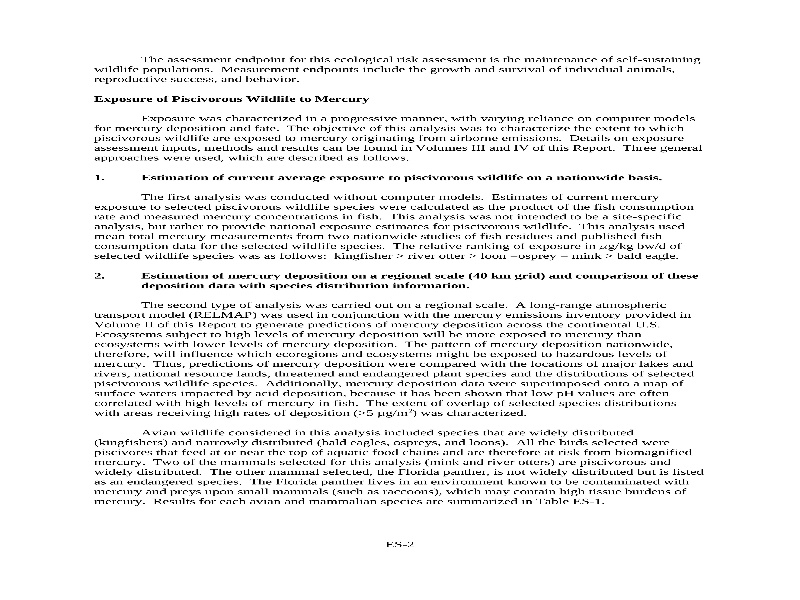 The assessment endpoint for this ecological risk assessment is the maintenance of self-sustaining
wildlife populations. Measurement endpoints include the growth and survival of individual animals,
reproductive success, and behavior.
Exposure of Piscivorous Wildlife to Mercury
Exposure was characterized in a progressive manner, with varying reliance on computer models
for mercury deposition and fate. The objective of this analysis was to characterize the extent to which
piscivorous wildlife are exposed to mercury originating from airborne emissions. Details on exposure
assessment inputs, methods and results can be found in Volumes III and IV of this Report. Three general
approaches were used, which are described as follows.
1. Estimation of current average exposure to piscivorous wildlife on a nationwide basis.
The first analysis was conducted without computer models. Estimates of current mercury
exposure to selected piscivorous wildlife species were calculated as the product of the fish consumption
rate and measured mercury concentrations in fish. This analysis was not intended to be a site-specific
analysis, but rather to provide national exposure estimates for piscivorous wildlife. This analysis used
mean total mercury measurements from two nationwide studies of fish residues and published fish
consumption data for the selected wildlife species. The relative ranking of exposure in g/kg bw/d of
selected wildlife species was as follows: kingfisher > river otter > loon =osprey = mink > bald eagle.
2. Estimation of mercury deposition on a regional scale (40 km grid) and comparison of these
deposition data with species distribution information.
The second type of analysis was carried out on a regional scale. A long-range atmospheric
transport model (RELMAP) was used in conjunction with the mercury emissions inventory provided in
Volume II of this Report to generate predictions of mercury deposition across the continental U.S.
Ecosystems subject to high levels of mercury deposition will be more exposed to mercury than
ecosystems with lower levels of mercury deposition. The pattern of mercury deposition nationwide,
therefore, will influence which ecoregions and ecosystems might be exposed to hazardous levels of
mercury. Thus, predictions of mercury deposition were compared with the locations of major lakes and
rivers, national resource lands, threatened and endangered plant species and the distributions of selected
piscivorous wildlife species. Additionally, mercury deposition data were superimposed onto a map of
surface waters impacted by acid deposition, because it has been shown that low pH values are often
correlated with high levels of mercury in fish. The extent of overlap of selected species distributions
with areas receiving high rates of deposition (>5 µg/m²) was characterized.
Avian wildlife considered in this analysis included species that are widely distributed
(kingfishers) and narrowly distributed (bald eagles, ospreys, and loons). All the birds selected were
piscivores that feed at or near the top of aquatic food chains and are therefore at risk from biomagnified
mercury. Two of the mammals selected for this analysis (mink and river otters) are piscivorous and
widely distributed. The other mammal selected, the Florida panther, is not widely distributed but is listed
as an endangered species. The Florida panther lives in an environment known to be contaminated with
mercury and preys upon small mammals (such as raccoons), which may contain high tissue burdens of
mercury. Results for each avian and mammalian species are summarized in Table ES-1.
ES-2